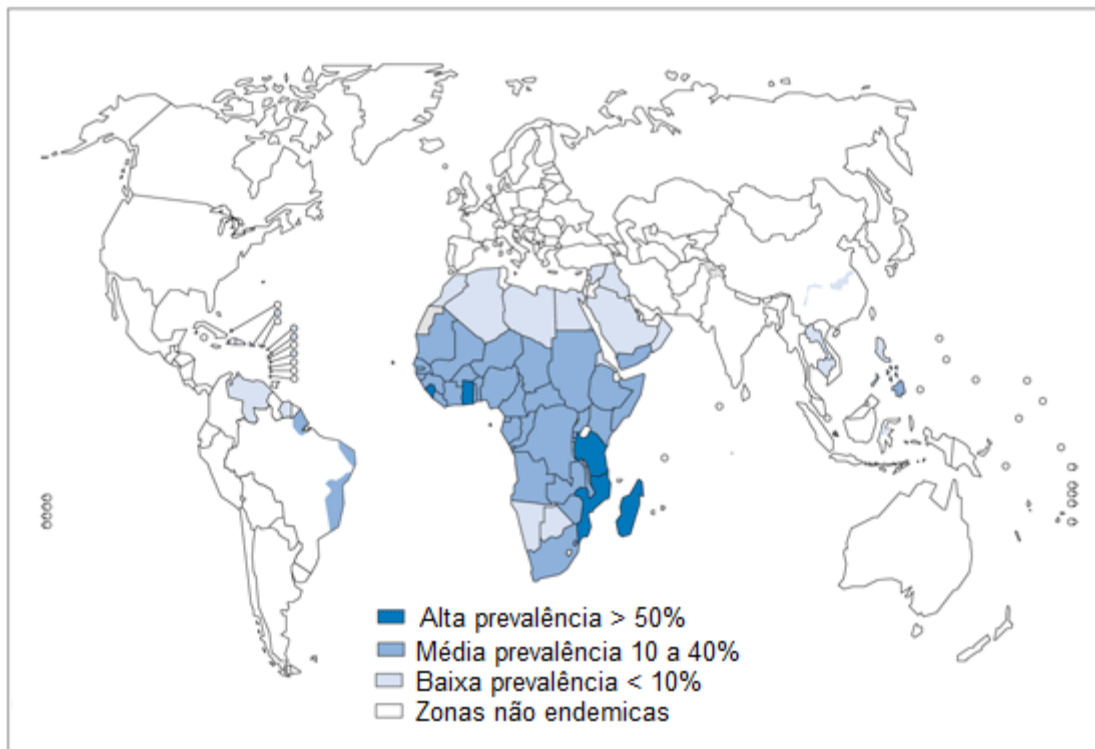 Alta prevalência > 50%
Média prevalência 10 a 40%
Baixa prevalência < 10%
Zonas não endemicas